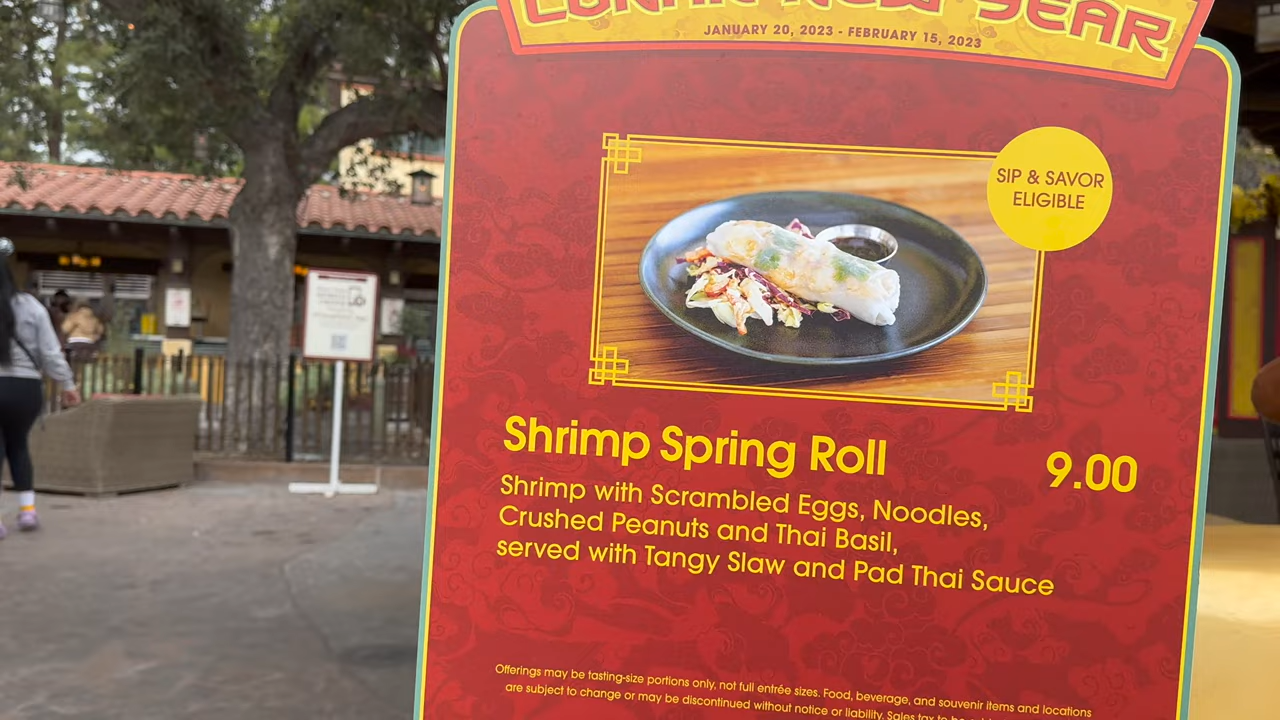 LUNAR NEW YEAR
JANUARY 20, 2023 - FEBRUARY 15, 2023
SIP & SAVOR
ELIGIBLE
Shrimp Spring Roll
9.00
Shrimp with Scrambled Eggs, Noodles,
Crushed Peanuts and Thai Basil,
served with Tangy Slaw and Pad Thai Sauce
Offerings may be tasting-size portions only, not full entrée sizes. Food, beverage, and souvenir items and locations
are subject to change or may be discontinued without notice or liability. Sales tax to be